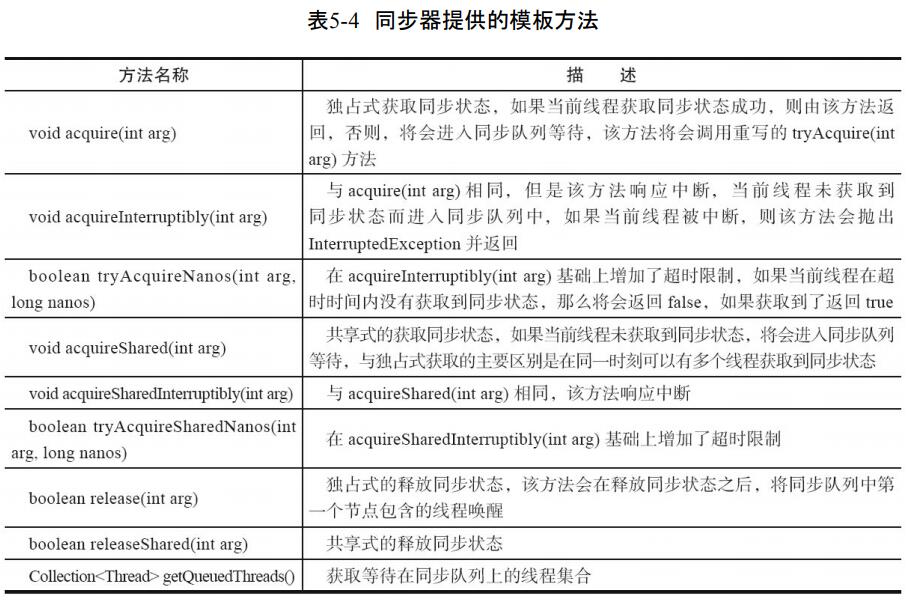 表5-4 同步器提供的模板方法
方法名称
描 述
void acquire(int arg)
独占式获取同步状态，如果当前线程获取同步状态成功，则由该方法返
回，否则，将会进入同步队列等待，该方法将会调用重写的 tryAcquire(int
arg) 方法
void acquireInterruptibly(int arg)
与 acquire(int arg) 相同，但是该方法响应中断，当前线程未获取到
同步状态而进入同步队列中，如果当前线程被中断，则该方法会抛出
InterruptedException 并返回
boolean tryAcquireNanos(int arg,
long nanos)
在 acquireInterruptibly(int arg) 基础上增加了超时限制，如果当前线程在超
时时间内没有获取到同步状态，那么将会返回 false，如果获取到了返回 true
void acquireShared(int arg)
共享式的获取同步状态，如果当前线程未获取到同步状态，将会进入同步队列
等待，与独占式获取的主要区别是在同一时刻可以有多个线程获取到同步状态
void acquireSharedInterruptibly(int arg)
与 acquireShared(int arg) 相同，该方法响应中断
boolean tryAcquireSharedNanos(int
arg, long nanos)
在 acquireSharedInterruptibly(int arg) 基础上增加了超时限制
boolean release(int arg)
独占式的释放同步状态，该方法会在释放同步状态之后，将同步队列中第
一个节点包含的线程唤醒
boolean releaseShared(int arg)
共享式的释放同步状态
Collection<Thread> getQueuedThreads()
获取等待在同步队列上的线程集合